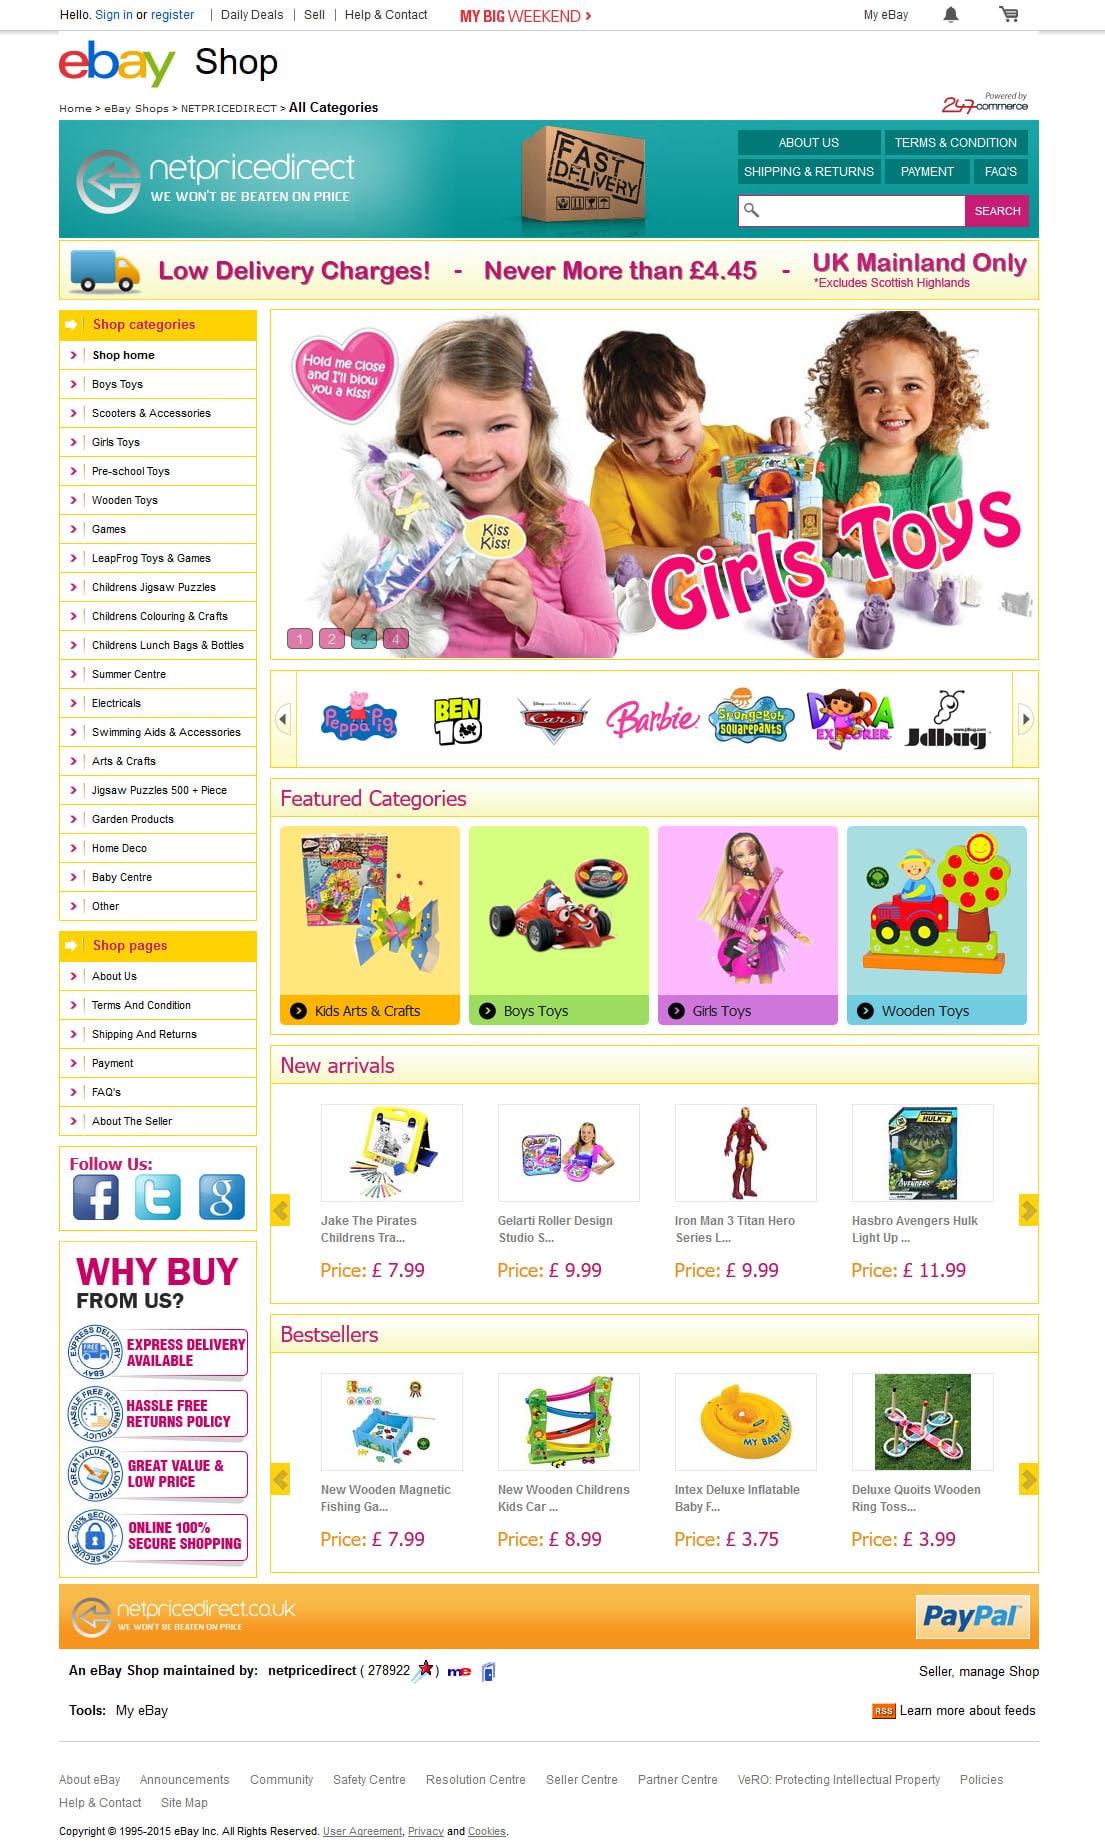 Hello. Sign in or register | Daily Deals | Sell | Help & Contact MY BIG WEEKEND > My eBay
ebay Shop
Home > eBay Shops > NETPRICEDIRECT > All Categories
Powered by
247 commerce
netpricedirect
WE WON'T BE BEATEN ON PRICE
FAST DELIVERY
ABOUT US
TERMS & CONDITION
SHIPPING & RETURNS
PAYMENT
FAQ'S
SEARCH
Low Delivery Charges! - Never More than £4.45 - UK Mainland Only
*Excludes Scottish Highlands
Shop categories
Shop home
Boys Toys
Scooters & Accessories
Girls Toys
Pre-school Toys
Wooden Toys
Games
LeapFrog Toys & Games
Childrens Jigsaw Puzzles
Childrens Colouring & Crafts
Childrens Lunch Bags & Bottles
Summer Centre
Electricals
Swimming Aids & Accessories
Arts & Crafts
Jigsaw Puzzles 500 + Piece
Garden Products
Home Deco
Baby Centre
Other
Shop pages
About Us
Terms And Condition
Shipping And Returns
Payment
FAQ's
About The Seller
Follow Us:
WHY BUY
FROM US?
EXPRESS DELIVERY
AVAILABLE
HASSLE FREE
RETURNS POLICY
GREAT VALUE &
LOW PRICE
ONLINE 100%
SECURE SHOPPING
Hold me close
and I'll blow
you a kiss!
Kiss
Kiss!
Girls Toys
1 2 3 4
Peppa Pig
BEN
10
Cars
Barbie
SpongeBob
squarepants
DORA
EXPLORER
Jdbug
Featured Categories
Kids Arts & Crafts
Boys Toys
Girls Toys
Wooden Toys
New arrivals
Jake The Pirates
Childrens Tra...
Price: £ 7.99
Gelarti Roller Design
Studio S...
Price: £ 9.99
Iron Man 3 Titan Hero
Series L...
Price: £ 9.99
HULK
AVENGERS
Hasbro Avengers Hulk
Light Up ...
Price: £ 11.99
Bestsellers
New Wooden Magnetic
Fishing Ga...
Price: £ 7.99
New Wooden Childrens
Kids Car ...
Price: £ 8.99
MY BABY FLOAT
Intex Deluxe Inflatable
Baby F...
Price: £ 3.75
Deluxe Quoits Wooden
Ring Toss...
Price: £ 3.99
netpricedirect.co.uk
WE WON'T BE BEATEN ON PRICE
PayPal
An eBay Shop maintained by: netpricedirect ( 278922 ) me
Seller, manage Shop
Tools: My eBay
RSS Learn more about feeds
About eBay Announcements Community Safety Centre Resolution Centre Seller Centre Partner Centre VeRO: Protecting Intellectual Property Policies
Help & Contact Site Map
Copyright © 1995-2015 eBay Inc. All Rights Reserved. User Agreement, Privacy and Cookies.